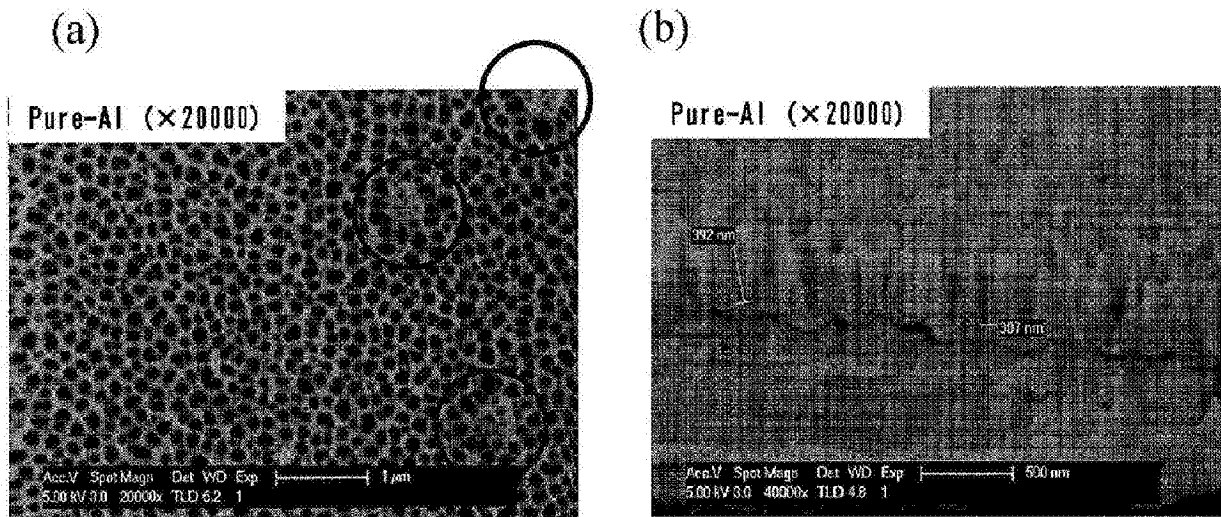 (a)
Pure-Al (×20000)
Acc.V Spot Magn Det WD Exp 1 μm
5.00 kV 3.0 20000x TLD 6.2 1
(b)
Pure-Al (×20000)
392 nm
307 nm
Acc.V Spot Magn Det WD Exp 500 nm
5.00 kV 3.0 40000x TLD 4.8 1